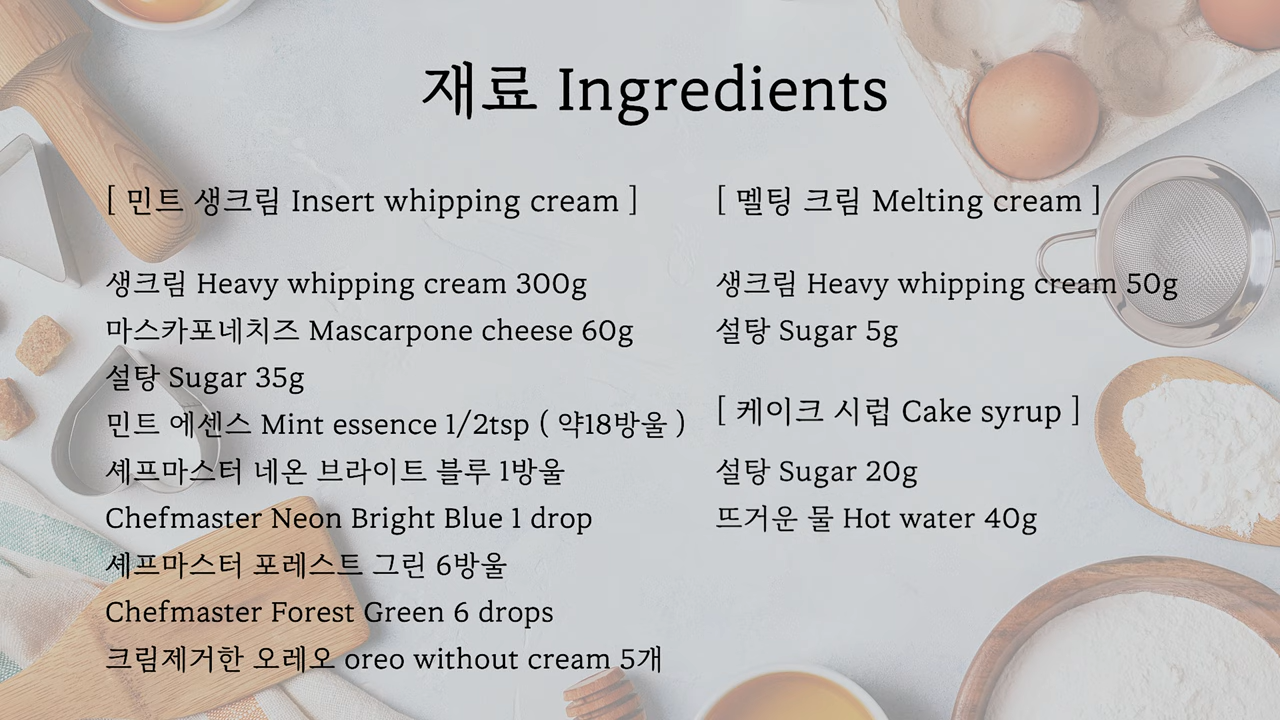 재료 Ingredients
[ 민트 생크림 Insert whipping cream ]
생크림 Heavy whipping cream 300g
마스카포네치즈 Mascarpone cheese 60g
설탕 Sugar 35g
민트 에센스 Mint essence 1/2tsp ( 약18방울 )
셰프마스터 네온 브라이트 블루 1방울
Chefmaster Neon Bright Blue 1 drop
셰프마스터 포레스트 그린 6방울
Chefmaster Forest Green 6 drops
크림제거한 오레오 oreo without cream 5개
[ 멜팅 크림 Melting cream ]
생크림 Heavy whipping cream 50g
설탕 Sugar 5g
[ 케이크 시럽 Cake syrup ]
설탕 Sugar 20g
뜨거운 물 Hot water 40g